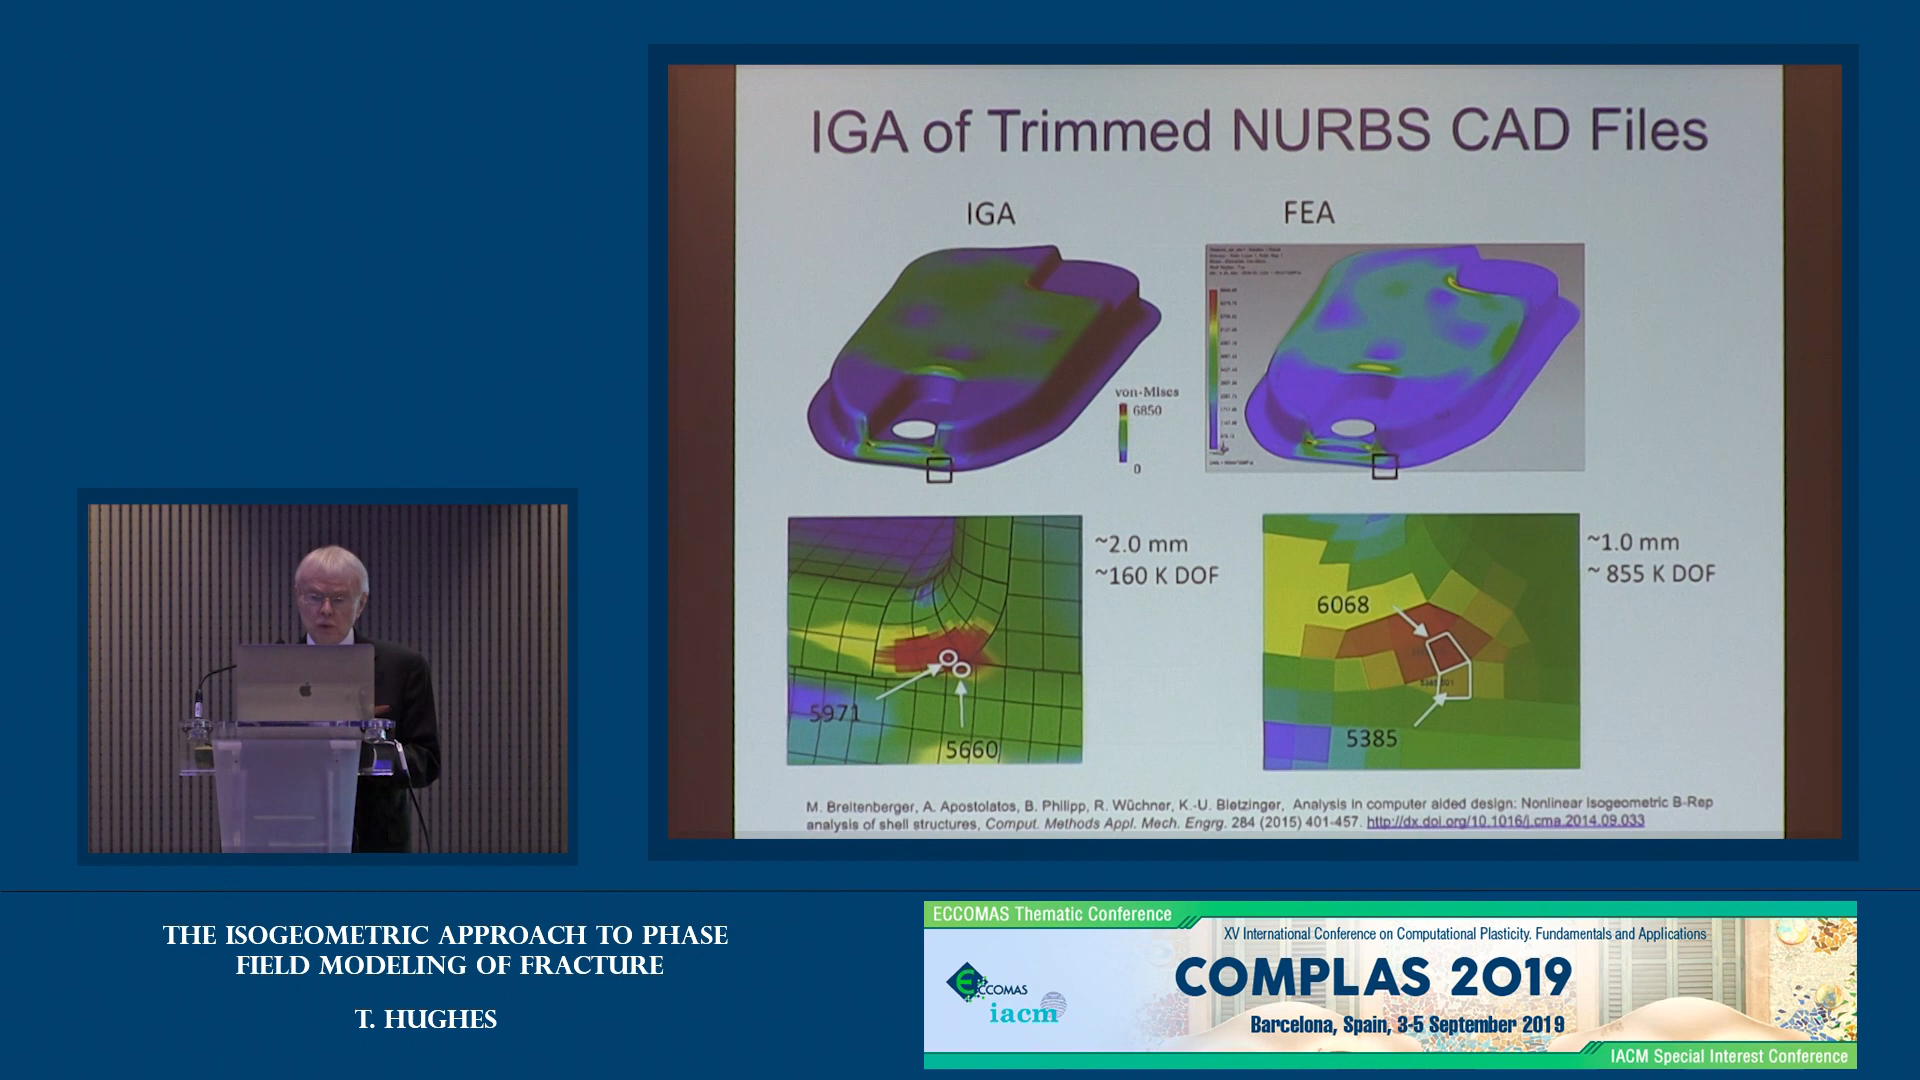 IGA of Trimmed NURBS CAD Files
IGA
FEA
von-Mises
6850
0
~2.0 mm
~160 K DOF
~1.0 mm
~ 855 K DOF
5971
5660
6068
5385
M. Breitenberger, A. Apostolatos, B. Philipp, R. Wüchner, K.-U. Bletzinger, Analysis in computer aided design: Nonlinear isogeometric B-Rep
analysis of shell structures, Comput. Methods Appl. Mech. Engrg. 284 (2015) 401-457. http://dx.doi.org/10.1016/j.cma.2014.09.033
THE ISOGEOMETRIC APPROACH TO PHASE
FIELD MODELING OF FRACTURE
T. HUGHES
ECCOMAS Thematic Conference
XV International Conference on Computational Plasticity. Fundamentals and Applications
ECCOMAS
iacm
COMPLAS 2019
Barcelona, Spain, 3-5 September 2019
IACM Special Interest Conference